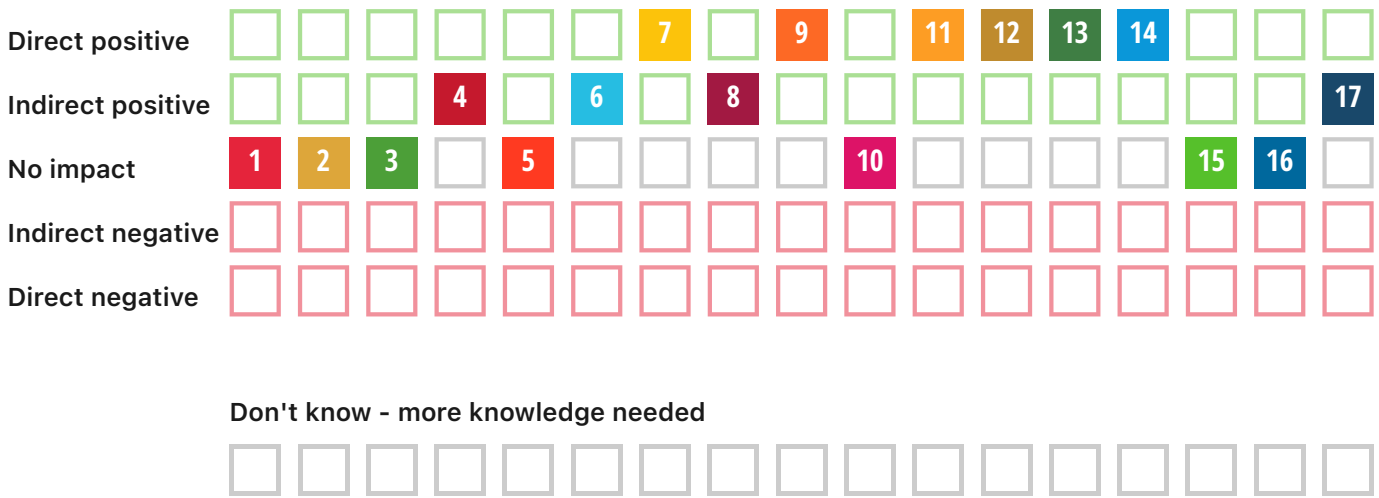 Direct positive 7 9 11 12 13 14
Indirect positive 4 6 8 17
No impact 1 2 3 5 10 15 16
Indirect negative
Direct negative
Don't know - more knowledge needed